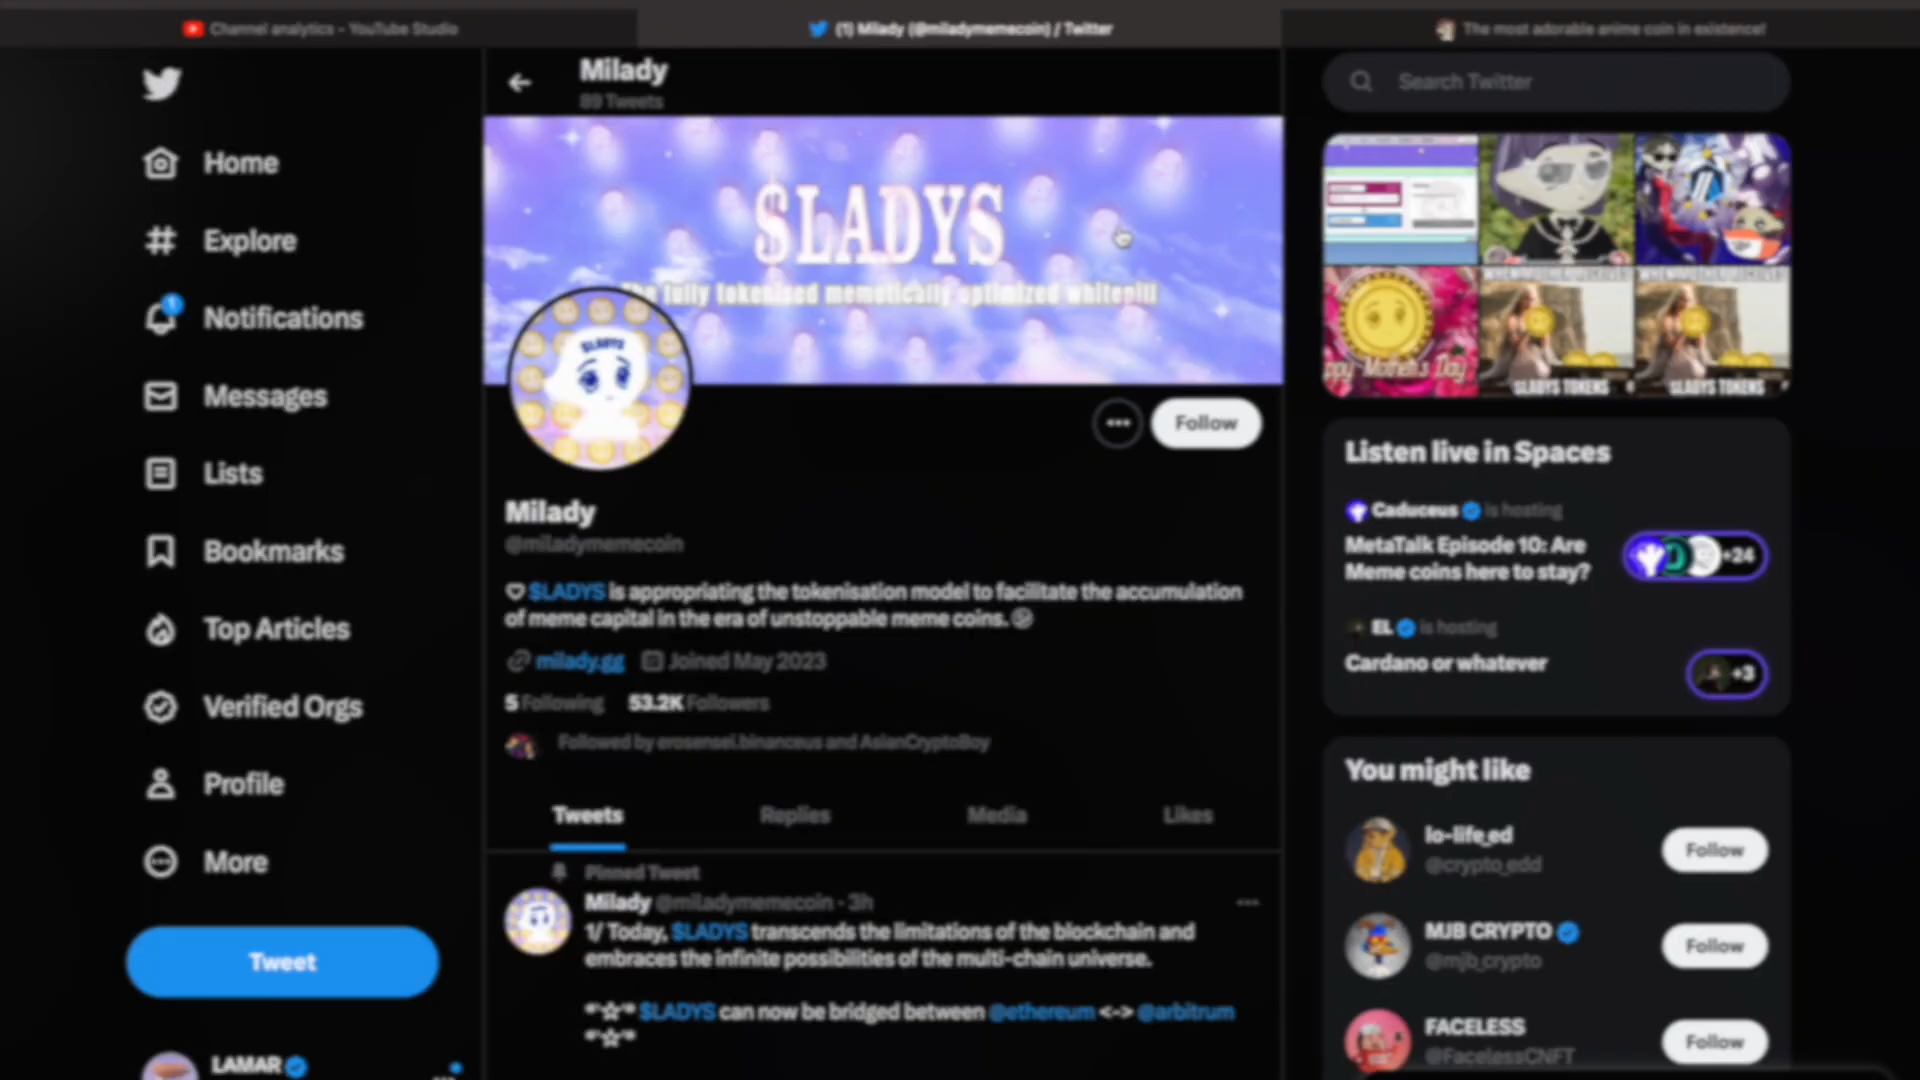 Channel analytics - YouTube Studio
(1) Milady (@miladymemecoin) / Twitter
The most adorable anime coin in existence!
Home
Explore
1
Notifications
Messages
Lists
Bookmarks
Top Articles
Verified Orgs
Profile
More
Tweet
LAMAR
Milady
89 Tweets
$LADYS
The fully tokenised memetically optimized whitepill
$LADYS
Follow
Milady
@miladymemecoin
$LADYS is appropriating the tokenisation model to facilitate the accumulation
of meme capital in the era of unstoppable meme coins.
milady.gg Joined May 2023
5 Following 53.2K Followers
Followed by erosensei.binanceus and AsianCryptoBoy
Tweets Replies Media Likes
Pinned Tweet
Milady @miladymemecoin · 3h
1/ Today, $LADYS transcends the limitations of the blockchain and
embraces the infinite possibilities of the multi-chain universe.
$LADYS can now be bridged between @ethereum <-> @arbitrum
Search Twitter
Mother's Day
$LADYS TOKENS
$LADYS TOKENS
Listen live in Spaces
Caduceus is hosting
MetaTalk Episode 10: Are
Meme coins here to stay?
+24
EL is hosting
Cardano or whatever
+3
You might like
lo-life_ed
@crypto_edd
Follow
MJB CRYPTO
@mjb_crypto
Follow
FACELESS
@FacelessCNFT
Follow